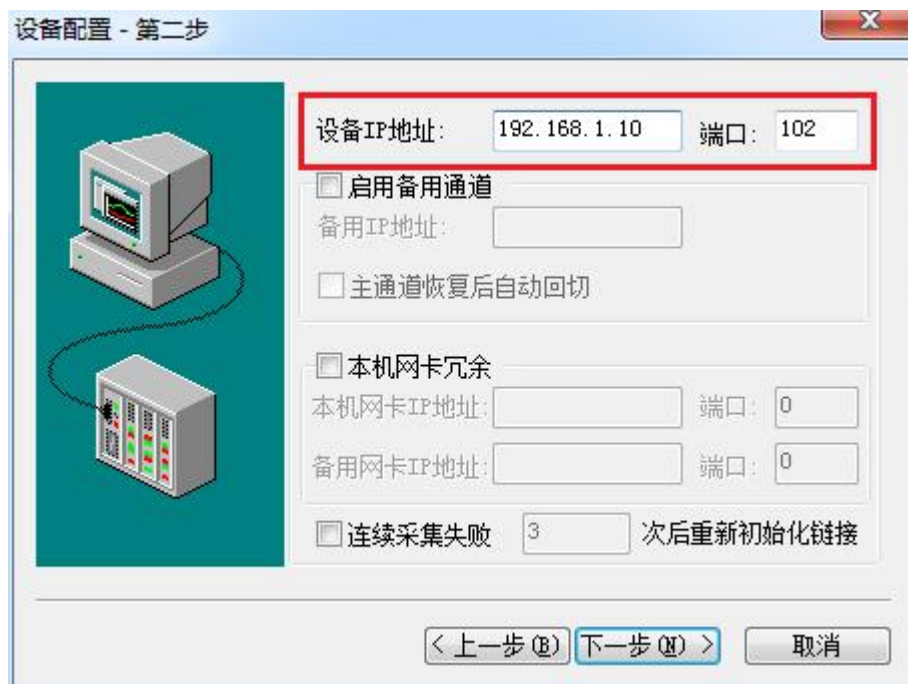 设备配置 - 第二步
设备IP地址: 192.168.1.10 端口: 102
启用备用通道
备用IP地址:
主通道恢复后自动回切
本机网卡冗余
本机网卡IP地址: 端口: 0
备用网卡IP地址: 端口: 0
连续采集失败 3 次后重新初始化链接
< 上一步(B) 下一步(N) > 取消